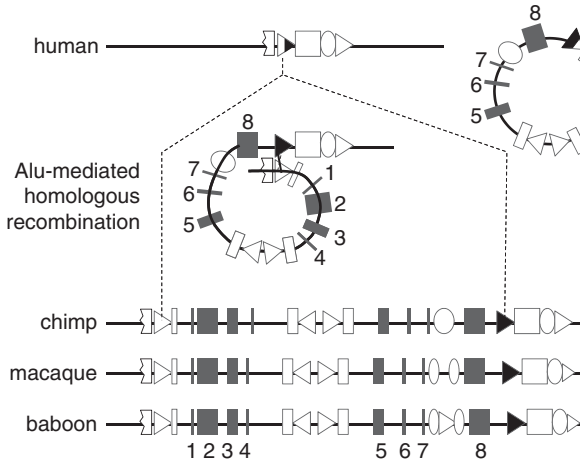 human
8
7
6
5
8
7
6
5
1
2
3
4
Alu-mediated
homologous
recombination
chimp
macaque
baboon
1 2 3 4 5 6 7 8